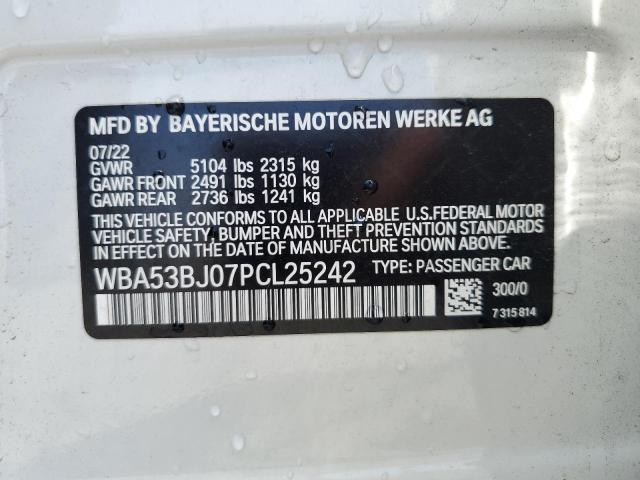 MFD BY BAYERISCHE MOTOREN WERKE AG
07/22
GVWR 5104 lbs 2315 kg
GAWR FRONT 2491 lbs 1130 kg
GAWR REAR 2736 lbs 1241 kg
THIS VEHICLE CONFORMS TO ALL APPLICABLE U.S.FEDERAL MOTOR
VEHICLE SAFETY, BUMPER AND THEFT PREVENTION STANDARDS
IN EFFECT ON THE DATE OF MANUFACTURE SHOWN ABOVE.
WBA53BJ07PCL25242 TYPE: PASSENGER CAR
300/0
7 315 814